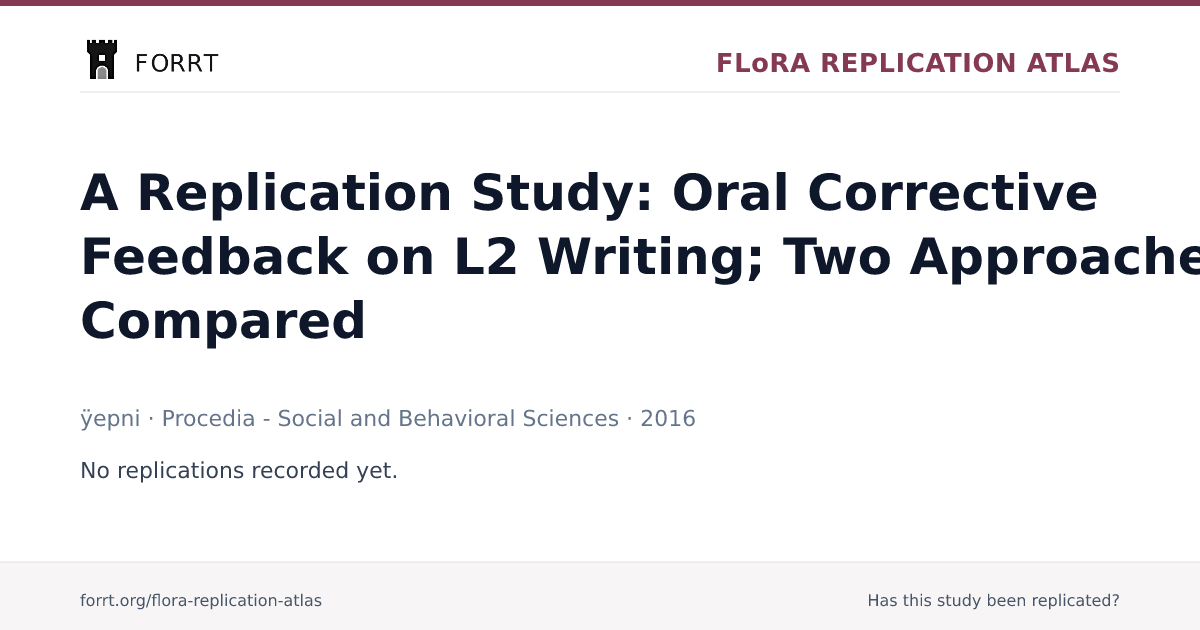 FORRT
FLoRA REPLICATION ATLAS
A Replication Study: Oral Corrective
Feedback on L2 Writing; Two Approache
Compared
ÿepni · Procedia - Social and Behavioral Sciences · 2016
No replications recorded yet.
forrt.org/flora-replication-atlas
Has this study been replicated?